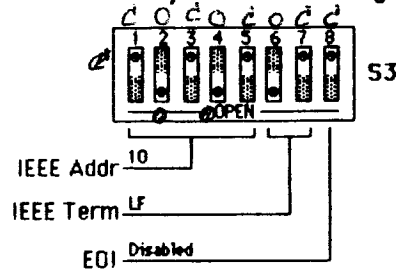 C O C O C O C C
1 2 3 4 5 6 7 8
S3
OPEN
IEEE Addr 10
IEEE Term LF
EOI Disabled